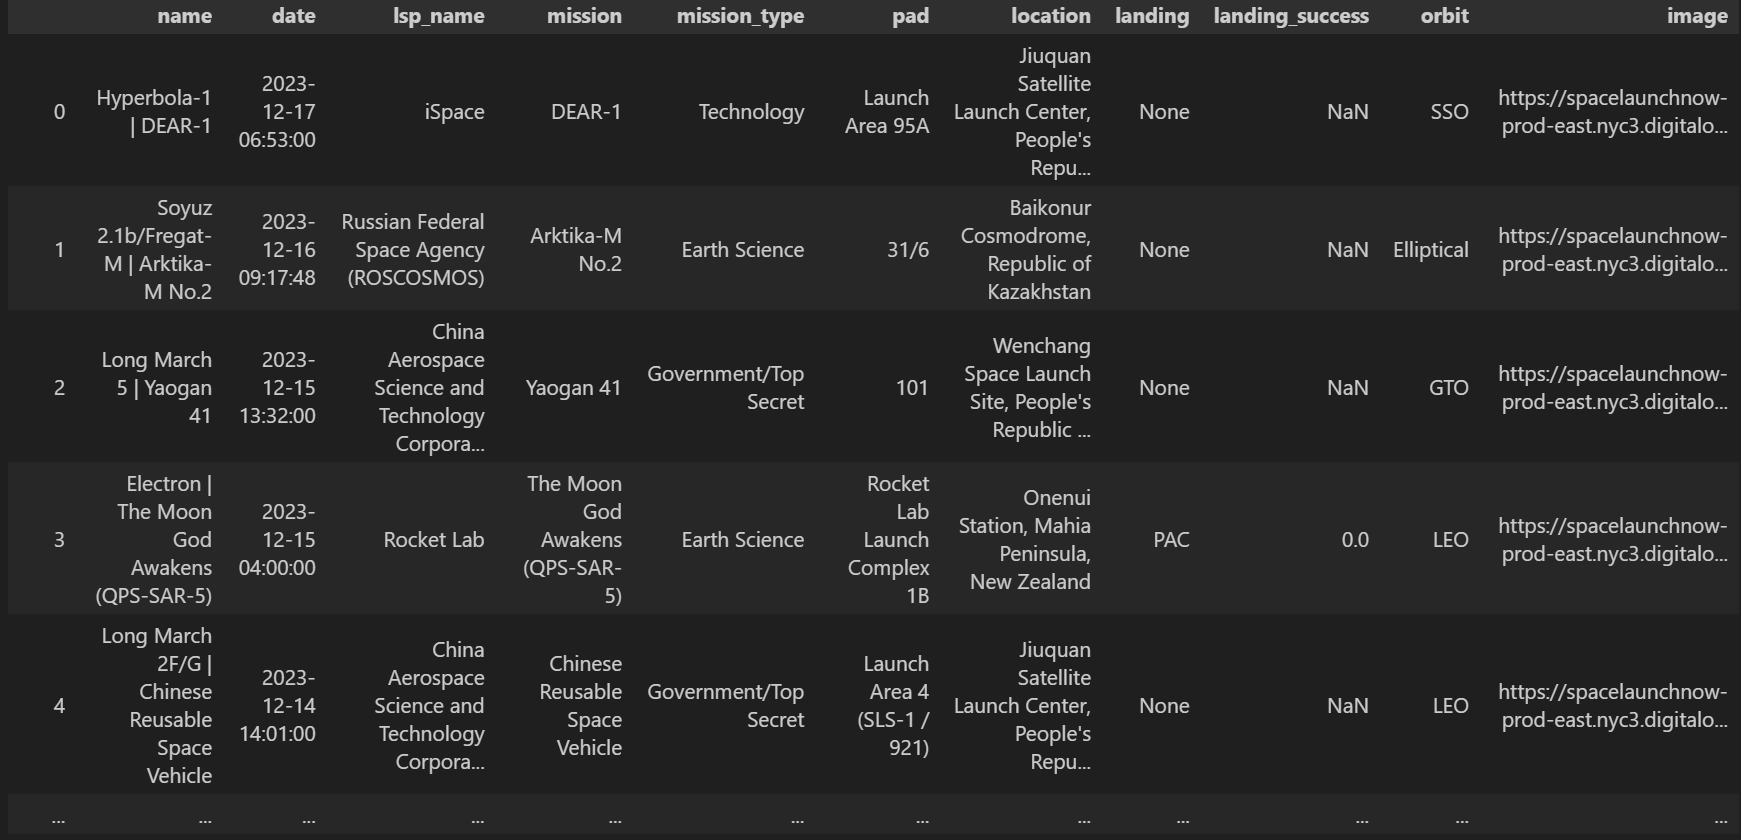 name date lsp_name mission mission_type pad location landing landing_success orbit image
0 Hyperbola-1 | DEAR-1 2023-12-17 06:53:00 iSpace DEAR-1 Technology Launch Area 95A Jiuquan Satellite Launch Center, People's Repu... None NaN SSO https://spacelaunchnow-prod-east.nyc3.digitalo...
1 Soyuz 2.1b/Fregat-M | Arktika-M No.2 2023-12-16 09:17:48 Russian Federal Space Agency (ROSCOSMOS) Arktika-M No.2 Earth Science 31/6 Baikonur Cosmodrome, Republic of Kazakhstan None NaN Elliptical https://spacelaunchnow-prod-east.nyc3.digitalo...
2 Long March 5 | Yaogan 41 2023-12-15 13:32:00 China Aerospace Science and Technology Corpora... Yaogan 41 Government/Top Secret 101 Wenchang Space Launch Site, People's Republic ... None NaN GTO https://spacelaunchnow-prod-east.nyc3.digitalo...
3 Electron | The Moon God Awakens (QPS-SAR-5) 2023-12-15 04:00:00 Rocket Lab The Moon God Awakens (QPS-SAR-5) Earth Science Rocket Lab Launch Complex 1B Onenui Station, Mahia Peninsula, New Zealand PAC 0.0 LEO https://spacelaunchnow-prod-east.nyc3.digitalo...
4 Long March 2F/G | Chinese Reusable Space Vehicle 2023-12-14 14:01:00 China Aerospace Science and Technology Corpora... Chinese Reusable Space Vehicle Government/Top Secret Launch Area 4 (SLS-1 / 921) Jiuquan Satellite Launch Center, People's Repu... None NaN LEO https://spacelaunchnow-prod-east.nyc3.digitalo...
... ... ... ... ... ... ... ... ... ... ... ...